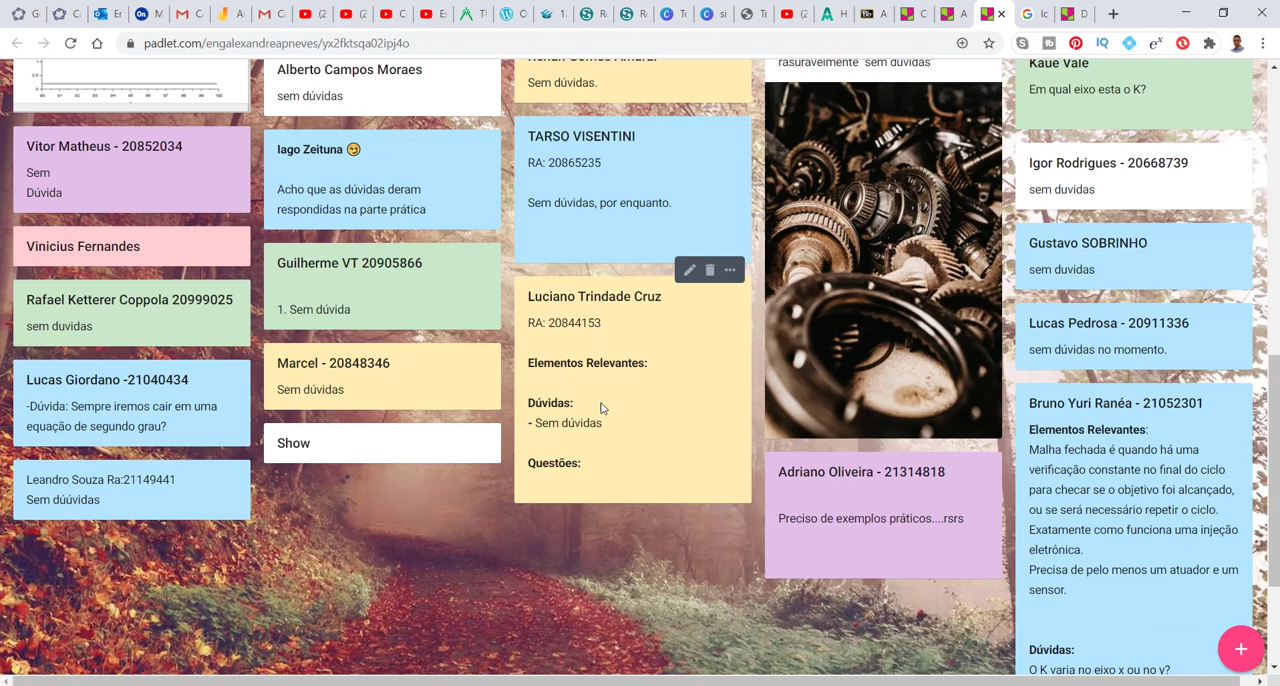 padlet.com/engalexandreapneves/yx2fktsqa02ipj4o
Vitor Matheus - 20852034
Sem
Dúvida
Vinicius Fernandes
Rafael Ketterer Coppola 20999025
sem duvidas
Lucas Giordano -21040434
-Dúvida: Sempre iremos cair em uma
equação de segundo grau?
Leandro Souza Ra:21149441
Sem dúúvidas
Alberto Campos Moraes
sem dúvidas
Iago Zeituna 😋
Acho que as dúvidas deram
respondidas na parte prática
Guilherme VT 20905866
1. Sem dúvida
Marcel - 20848346
Sem dúvidas
Show
Sem dúvidas.
TARSO VISENTINI
RA: 20865235
Sem dúvidas, por enquanto.
Luciano Trindade Cruz
RA: 20844153
Elementos Relevantes:
Dúvidas:
- Sem dúvidas
Questões:
rasuravelmente sem duvidas
Adriano Oliveira - 21314818
Preciso de exemplos práticos....rsrs
Kaue Vale
Em qual eixo esta o K?
Igor Rodrigues - 20668739
sem duvidas
Gustavo SOBRINHO
sem duvidas
Lucas Pedrosa - 20911336
sem dúvidas no momento.
Bruno Yuri Ranéa - 21052301
Elementos Relevantes:
Malha fechada é quando há uma
verificação constante no final do ciclo
para checar se o objetivo foi alcançado,
ou se será necessário repetir o ciclo.
Exatamente como funciona uma injeção
eletrônica.
Precisa de pelo menos um atuador e um
sensor.
Dúvidas:
O K varia no eixo x ou no y?